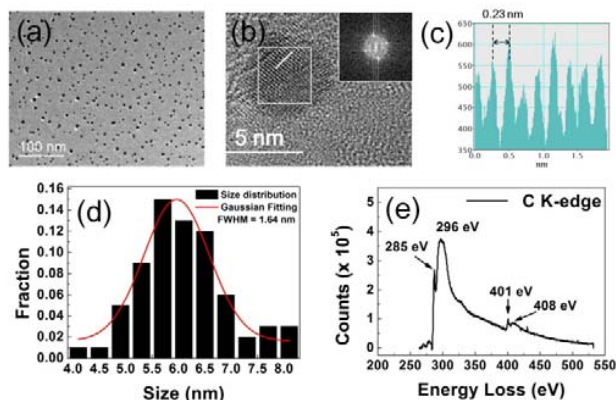 (a)
100 nm
(b)
5 nm
(c)
0.23 nm
650
600
550
500
450
400
350
0.0 0.5 1.0 1.5
nm
(d)
Size distribution
Gaussian Fitting
FWHM = 1.64 nm
0.16
0.14
0.12
0.10
0.08
0.06
0.04
0.02
0.00
Fraction
4.0 4.5 5.0 5.5 6.0 6.5 7.0 7.5 8.0
Size (nm)
(e)
C K-edge
285 eV
296 eV
401 eV
408 eV
5
4
3
2
1
0
Counts (x 10⁵)
250 300 350 400 450 500 550
Energy Loss (eV)